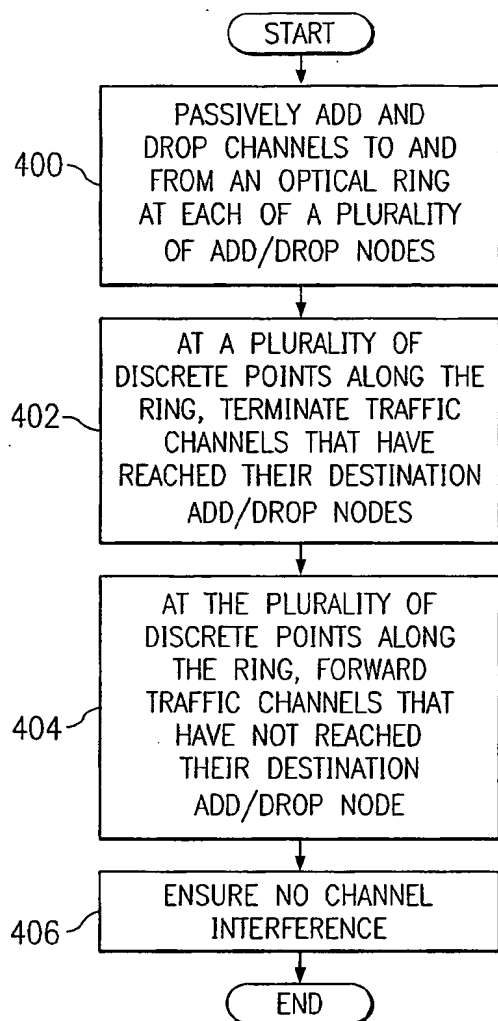 START
400
PASSIVELY ADD AND
DROP CHANNELS TO AND
FROM AN OPTICAL RING
AT EACH OF A PLURALITY
OF ADD/DROP NODES
402
AT A PLURALITY OF
DISCRETE POINTS ALONG THE
RING, TERMINATE TRAFFIC
CHANNELS THAT HAVE
REACHED THEIR DESTINATION
ADD/DROP NODES
404
AT THE PLURALITY OF
DISCRETE POINTS ALONG
THE RING, FORWARD
TRAFFIC CHANNELS THAT
HAVE NOT REACHED
THEIR DESTINATION
ADD/DROP NODE
406
ENSURE NO CHANNEL
INTERFERENCE
END